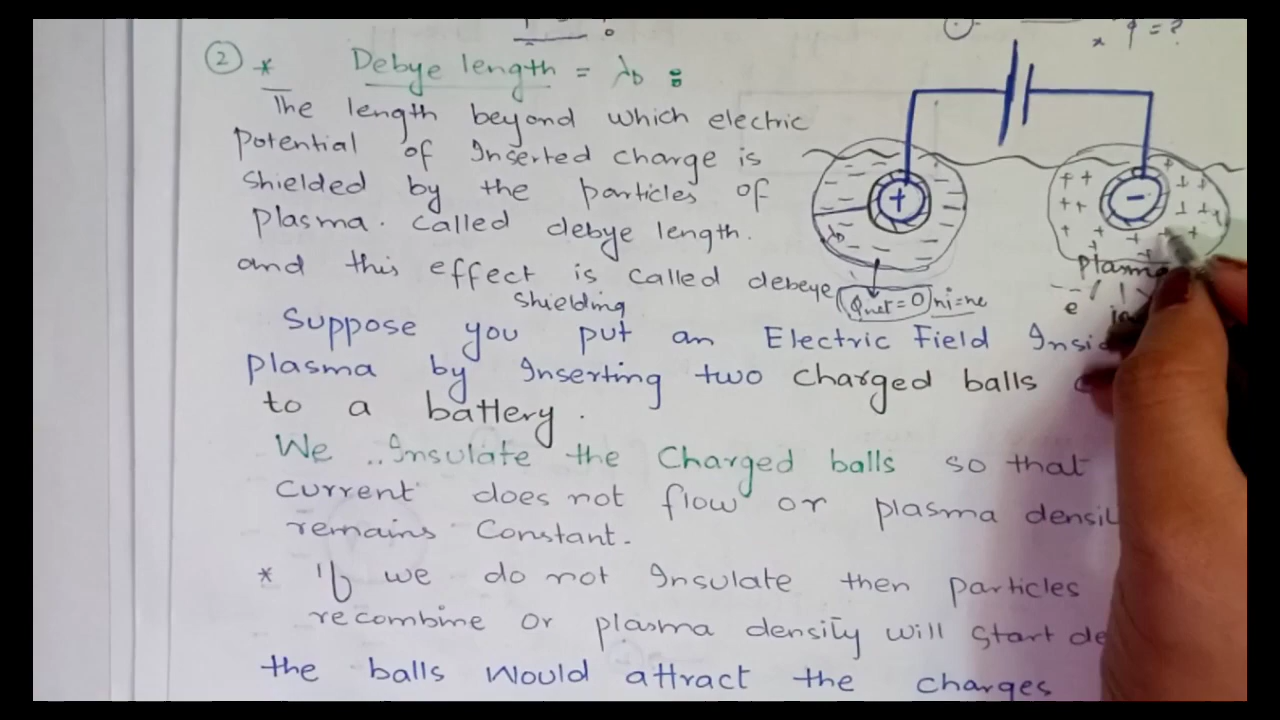 × φ = ?
② * Debye length = λD :
The length beyond which electric
potential of Inserted charge is
shielded by the particles of
plasma. called debye length.
and this effect is called debeye
shielding
+
-
λD
φnet = 0 ni=ne
plasma
e
Suppose you put an Electric Field
plasma by Inserting two charged balls
to a battery.
We ..Insulate the Charged balls so that
current does not flow or plasma
remains Constant.
* If we do not Insulate then particles
recombine or plasma density will start
the balls would attract the charges